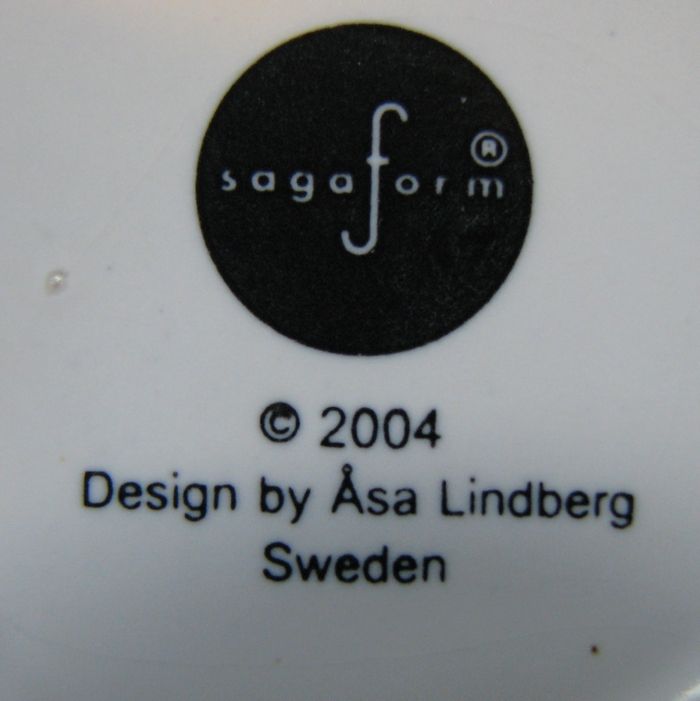 sagaform®
© 2004
Design by Åsa Lindberg
Sweden